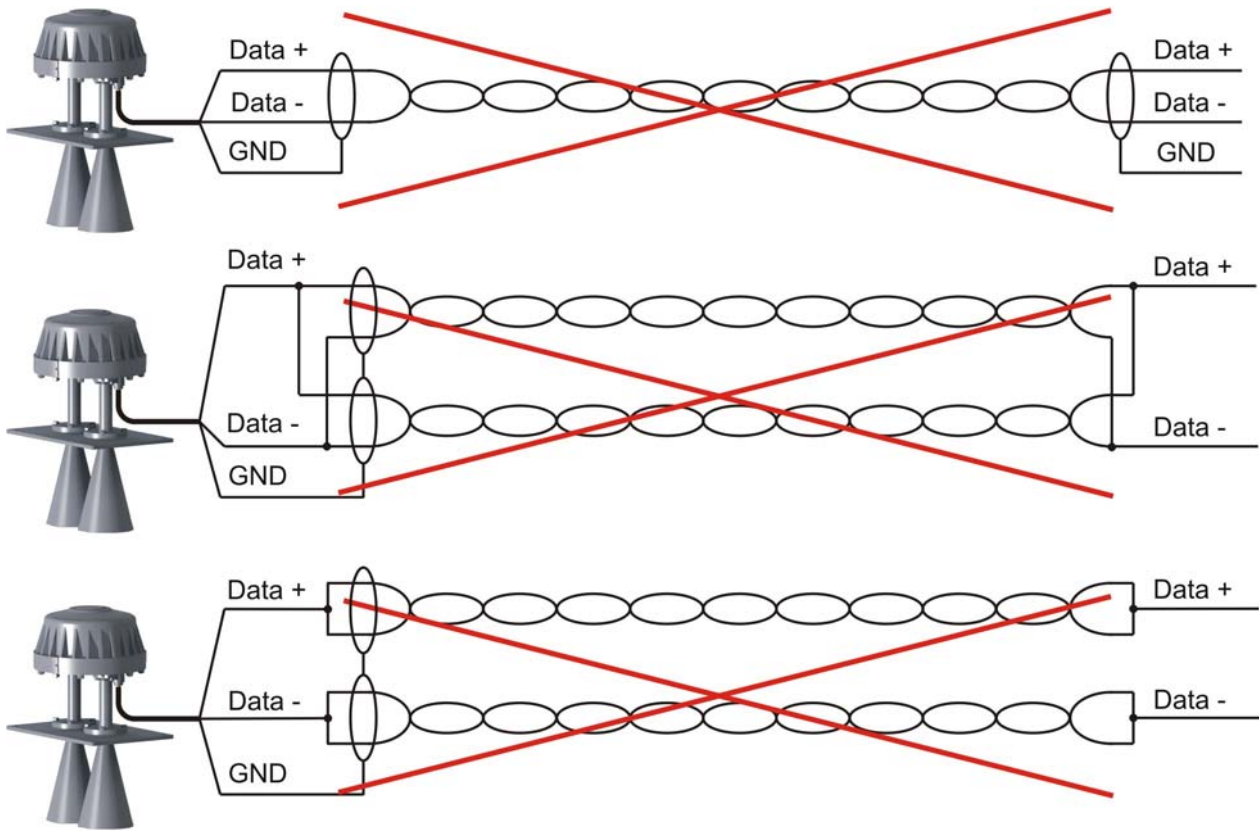 Data + Data +
Data - Data -
GND GND
Data + Data +
Data - Data -
GND
Data + Data +
Data - Data -
GND